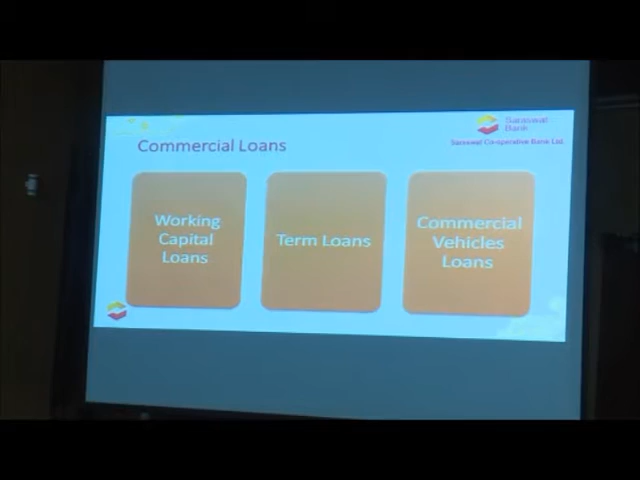 Saraswat
Bank
Saraswat Co-operative Bank Ltd.
Commercial Loans
Working
Capital
Loans
Term Loans
Commercial
Vehicles
Loans